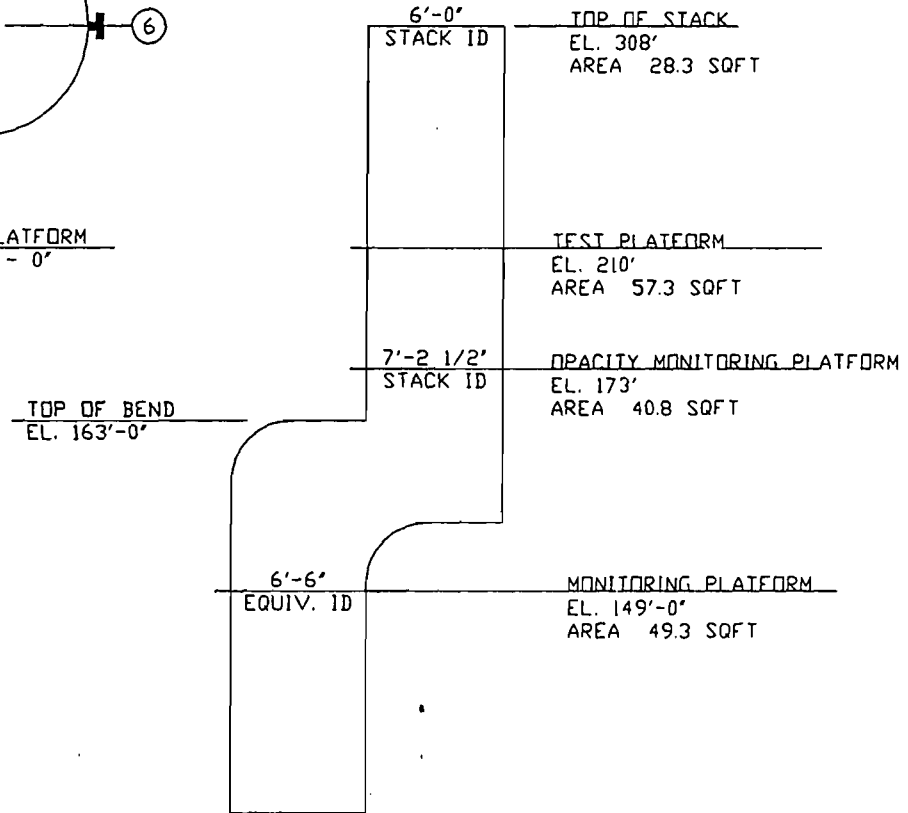 6
6'-0"
STACK ID
TOP OF STACK
EL. 308'
AREA 28.3 SQFT
LATFORM
- 0"
TEST PLATFORM
EL. 210'
AREA 57.3 SQFT
7'-2 1/2"
STACK ID
OPACITY MONITORING PLATFORM
EL. 173'
AREA 40.8 SQFT
TOP OF BEND
EL. 163'-0"
6'-6"
EQUIV. ID
MONITORING PLATFORM
EL. 149'-0"
AREA 49.3 SQFT